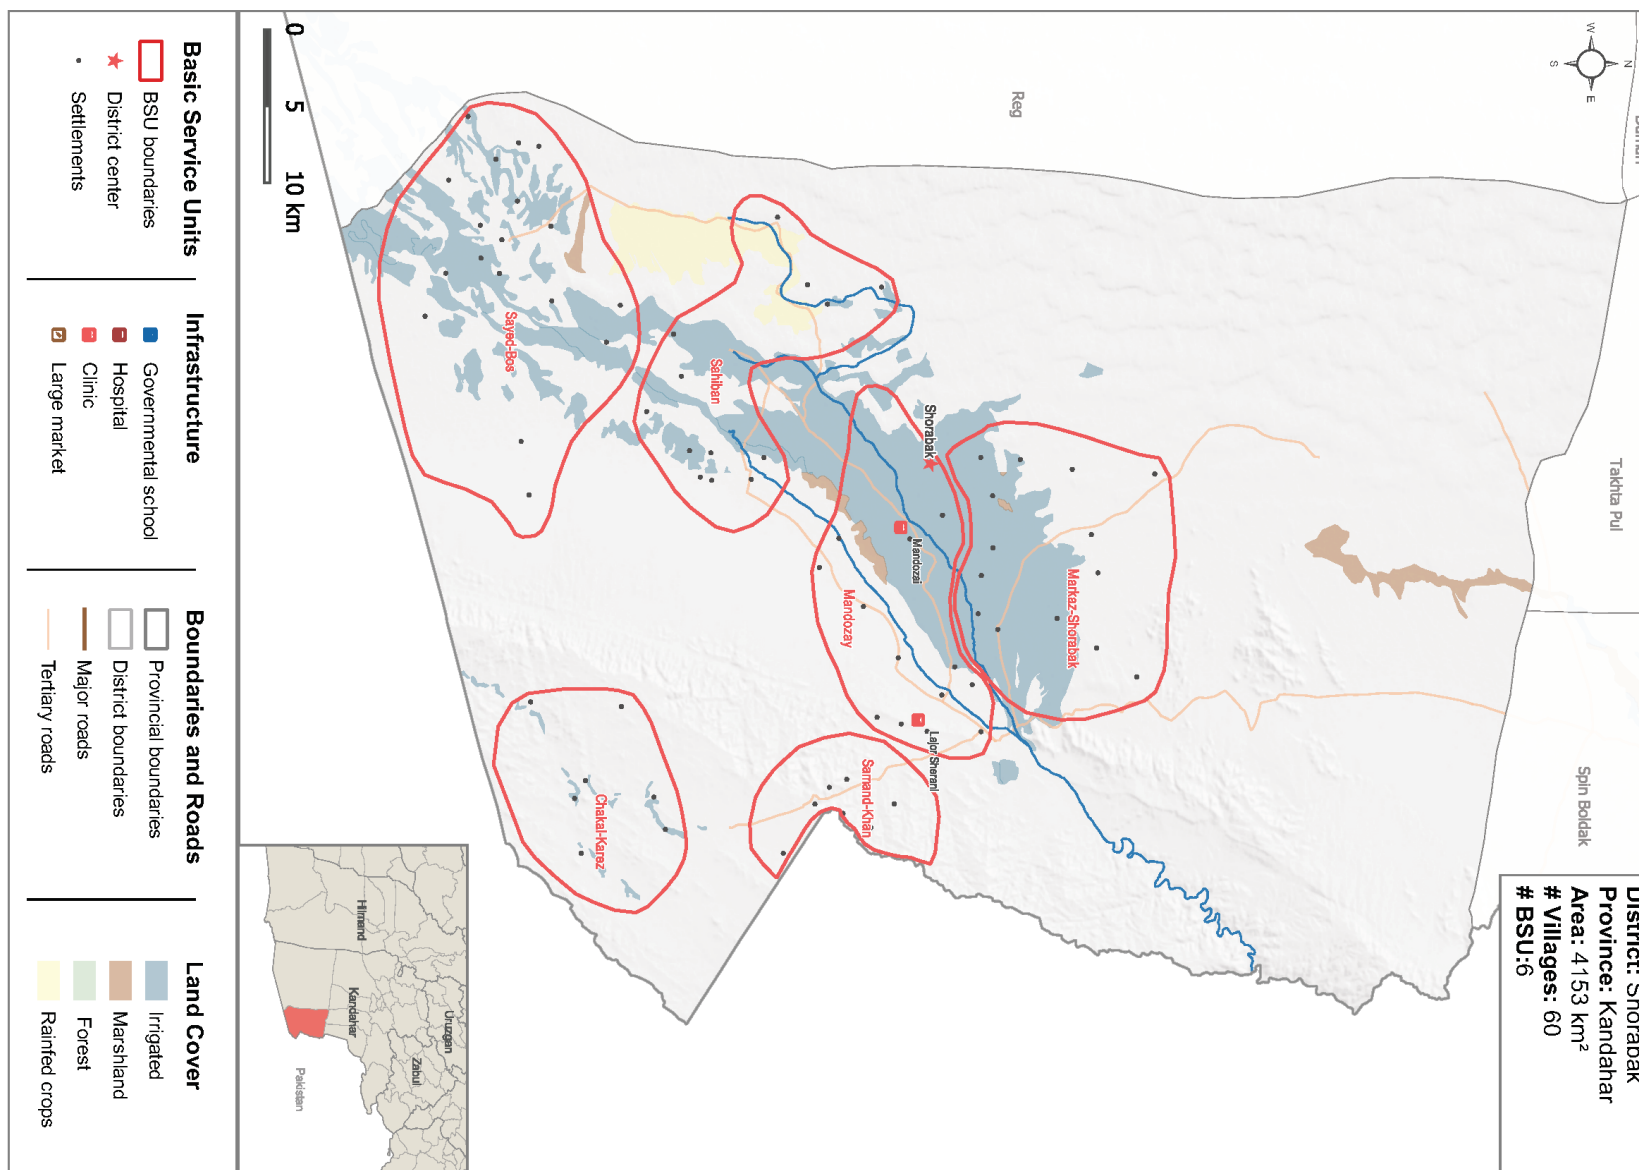 District: Shorabak
Province: Kandahar
Area: 4153 km²
# Villages: 60
# BSU:6
N
W
E
S
Takhta Pul
Spin Boldak
Reg
Markaz-Shorabak
Shorabak
Mandozai
Mandozay
Lajor Sherani
Samand-Khān
Sahiban
Sayed-Bos
Chakal-Karez
0
5
10 km
Hilmand
Kandahar
Uruzgan
Zabul
Pakistan
Basic Service Units
BSU boundaries
District center
Settlements
Infrastructure
Governmental school
Hospital
Clinic
Large market
Boundaries and Roads
Provincial boundaries
District boundaries
Major roads
Tertiary roads
Land Cover
Irrigated
Marshland
Forest
Rainfed crops